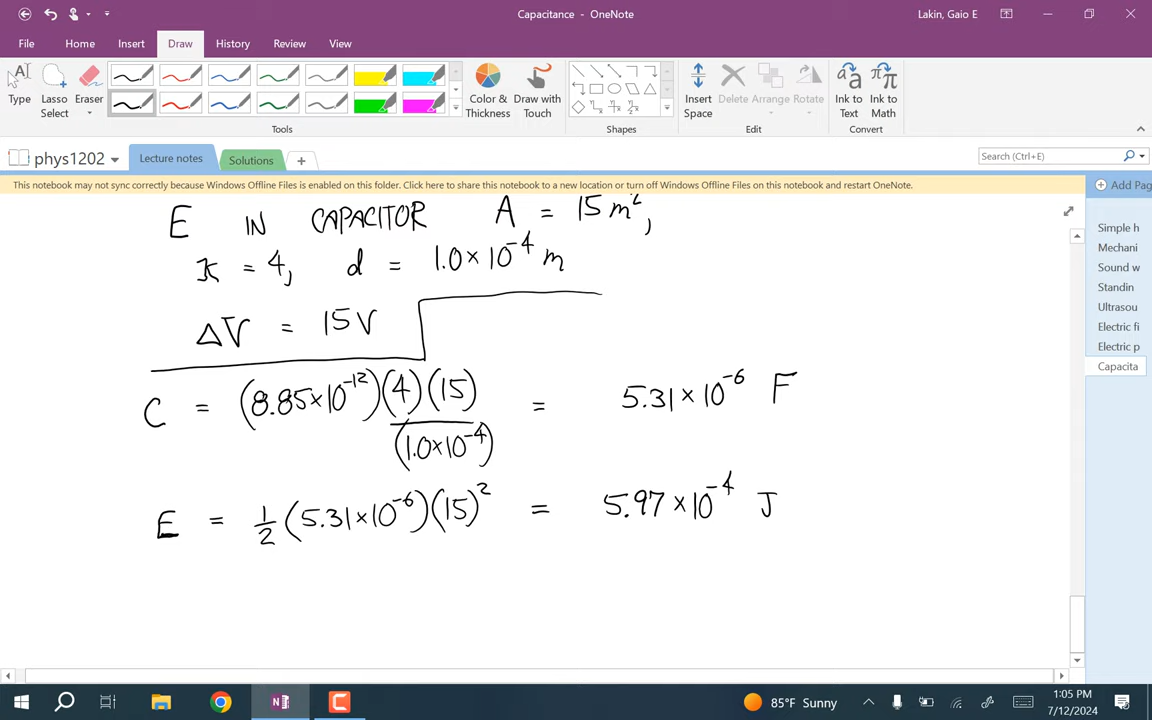 Capacitance - OneNote
Lakin, Gaio E
File Home Insert Draw History Review View
Type
Lasso Select
Eraser
Color & Thickness
Draw with Touch
Insert Space
Delete
Arrange
Rotate
Ink to Text
Ink to Math
Tools
Shapes
Edit
Convert
phys1202
Lecture notes
Solutions
Search (Ctrl+E)
This notebook may not sync correctly because Windows Offline Files is enabled on this folder. Click here to share this notebook to a new location or turn off Windows Offline Files on this notebook and restart OneNote.
Add Pag
E IN CAPACITOR A = 15 m²,
κ = 4, d = 1.0×10⁻⁴ m
ΔV = 15V
C = (8.85×10⁻¹²)(4)(15) = 5.31×10⁻⁶ F
(1.0×10⁻⁴)
E = 1/2 (5.31×10⁻⁶)(15)² = 5.97×10⁻⁴ J
Simple h
Mechani
Sound w
Standin
Ultrasou
Electric fi
Electric p
Capacita
85°F Sunny
1:05 PM
7/12/2024